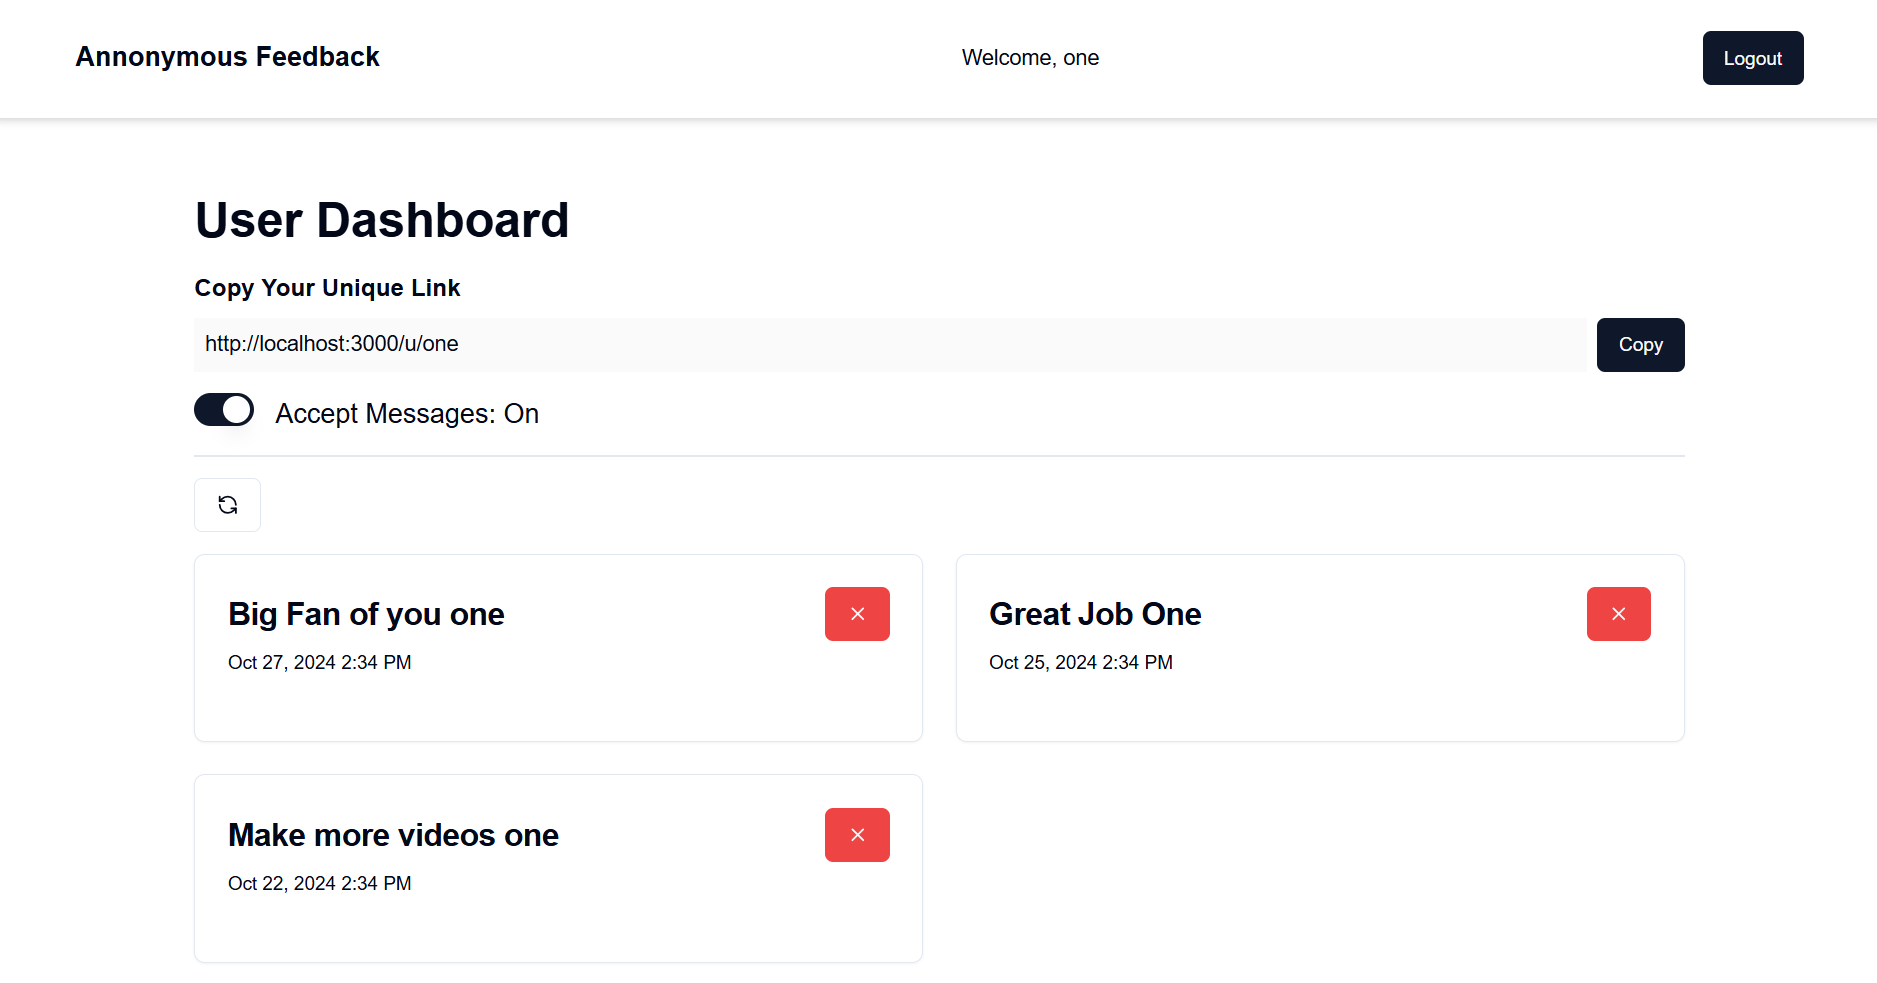 Annonymous Feedback
Welcome, one
Logout
User Dashboard
Copy Your Unique Link
http://localhost:3000/u/one
Copy
Accept Messages: On
Big Fan of you one
Oct 27, 2024 2:34 PM
Great Job One
Oct 25, 2024 2:34 PM
Make more videos one
Oct 22, 2024 2:34 PM